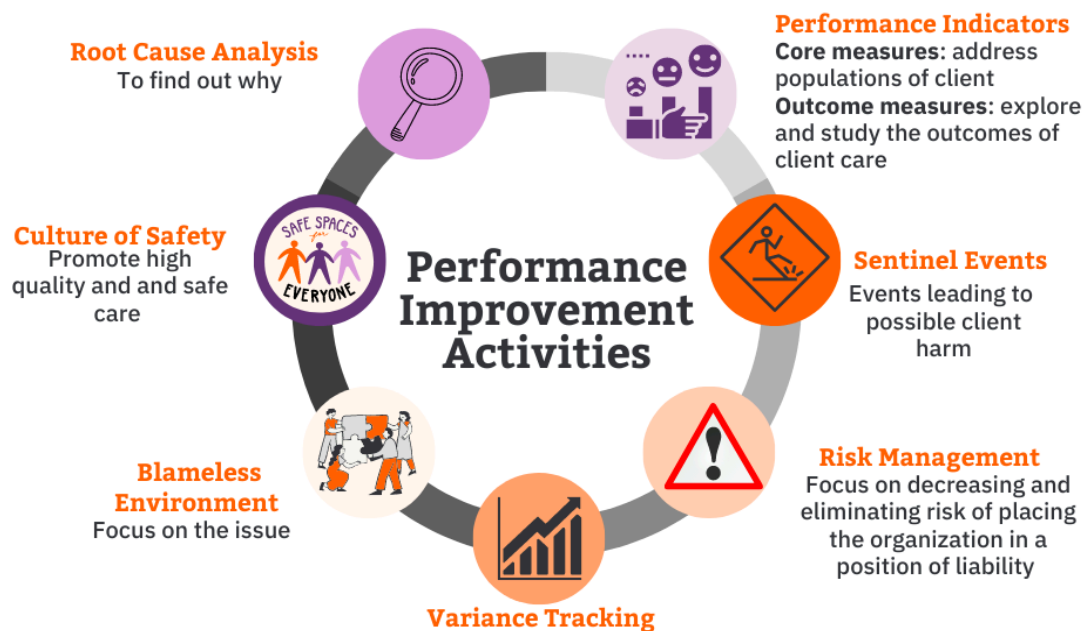 Performance
Improvement
Activities
Performance Indicators
Core measures: address
populations of client
Outcome measures: explore
and study the outcomes of
client care
Sentinel Events
Events leading to
possible client
harm
Risk Management
Focus on decreasing and
eliminating risk of placing
the organization in a
position of liability
Variance Tracking
Blameless
Environment
Focus on the issue
Culture of Safety
Promote high
quality and and safe
care
SAFE SPACES
for
EVERYONE
Root Cause Analysis
To find out why